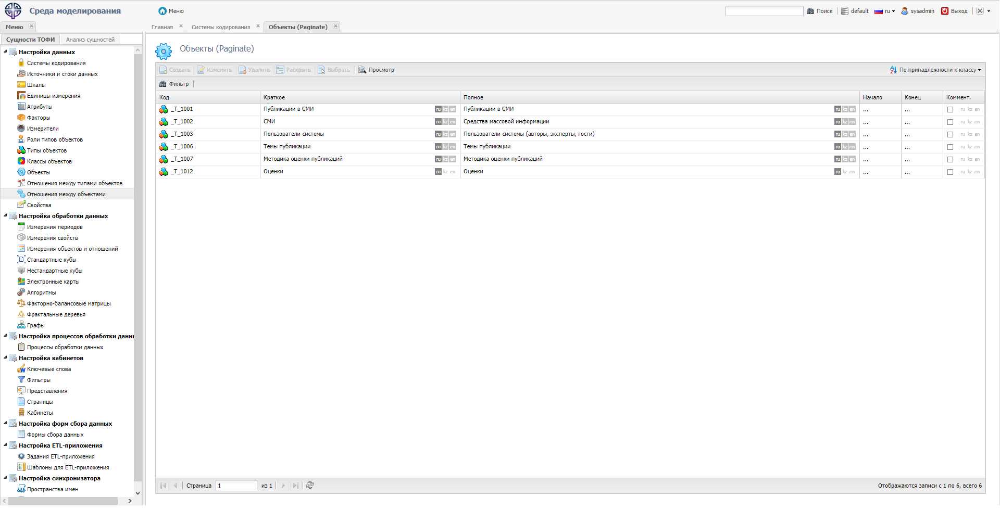 Среда моделирования
Меню
Поиск
default
ru
sysadmin
Выход
Меню
Главная
Системы кодирования
Объекты (Paginate)
Сущности ТОФИ
Анализ сущностей
Настройка данных
Системы кодирования
Источники и стоки данных
Шкалы
Единицы измерения
Атрибуты
Факторы
Измерители
Роли типов объектов
Типы объектов
Классы объектов
Объекты
Отношения между типами объектов
Отношения между объектами
Свойства
Настройка обработки данных
Измерения периодов
Измерения свойств
Измерения объектов и отношений
Стандартные кубы
Нестандартные кубы
Электронные карты
Алгоритмы
Факторно-балансовые матрицы
Фрактальные деревья
Графы
Настройка процессов обработки данн
Процессы обработки данных
Настройка кабинетов
Ключевые слова
Фильтры
Представления
Страницы
Кабинеты
Настройка форм сбора данных
Формы сбора данных
Настройка ETL-приложения
Задания ETL-приложения
Шаблоны для ETL-приложения
Настройка синхронизатора
Пространства имен
Объекты (Paginate)
Создать Изменить Удалить Раскрыть Выбрать Просмотр По принадлежности к классу
Фильтр
Код Краткое Полное Начало Конец Коммент.
_T_1001 Публикации в СМИ ru kz en Публикации в СМИ ru kz en ... ... ru kz en
_T_1002 СМИ ru kz en Средства массовой информации ru kz en ... ... ru kz en
_T_1003 Пользователи системы ru kz en Пользователи системы (авторы, эксперты, гости) ru kz en ... ... ru kz en
_T_1006 Темы публикации ru kz en Темы публикации ru kz en ... ... ru kz en
_T_1007 Методика оценки публикаций ru kz en Методика оценки публикаций ru kz en ... ... ru kz en
_T_1012 Оценки ru kz en Оценки ru kz en ... ... ru kz en
Страница 1 из 1
Отображаются записи с 1 по 6, всего 6